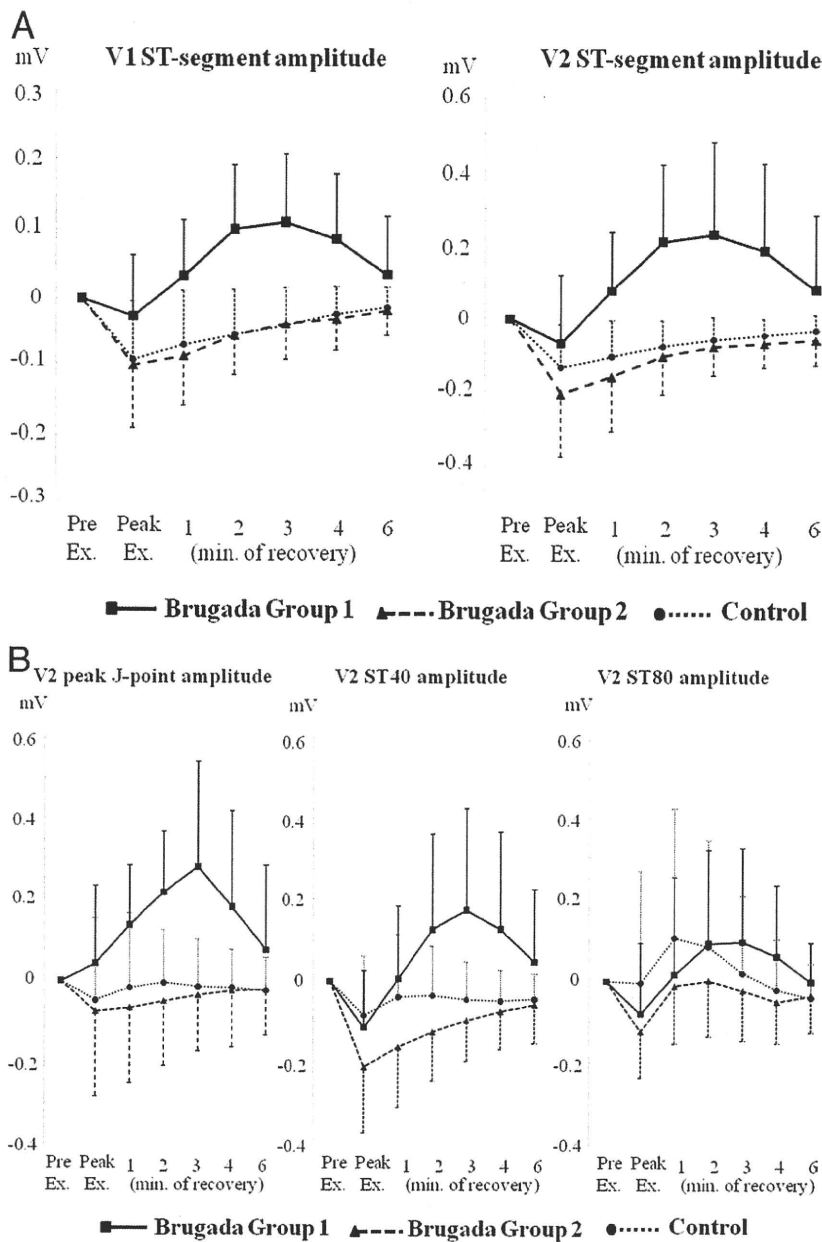 A
mV
V1 ST-segment amplitude
0.3
0.2
0.1
0
-0.1
-0.2
-0.3
Pre Peak 1 2 3 4 6
Ex. Ex. (min. of recovery)
mV
V2 ST-segment amplitude
0.6
0.4
0.2
0
-0.2
-0.4
Pre Peak 1 2 3 4 6
Ex. Ex. (min. of recovery)
Brugada Group 1 Brugada Group 2 Control
B
V2 peak J-point amplitude
mV
0.6
0.4
0.2
0
-0.2
-0.4
Pre Peak 1 2 3 4 6
Ex. Ex. (min. of recovery)
V2 ST40 amplitude
mV
0.6
0.4
0.2
0
-0.2
-0.4
Pre Peak 1 2 3 4 6
Ex. Ex. (min. of recovery)
V2 ST80 amplitude
mV
0.6
0.4
0.2
0
-0.2
-0.4
Pre Peak 1 2 3 4 6
Ex. Ex. (min. of recovery)
Brugada Group 1 Brugada Group 2 Control